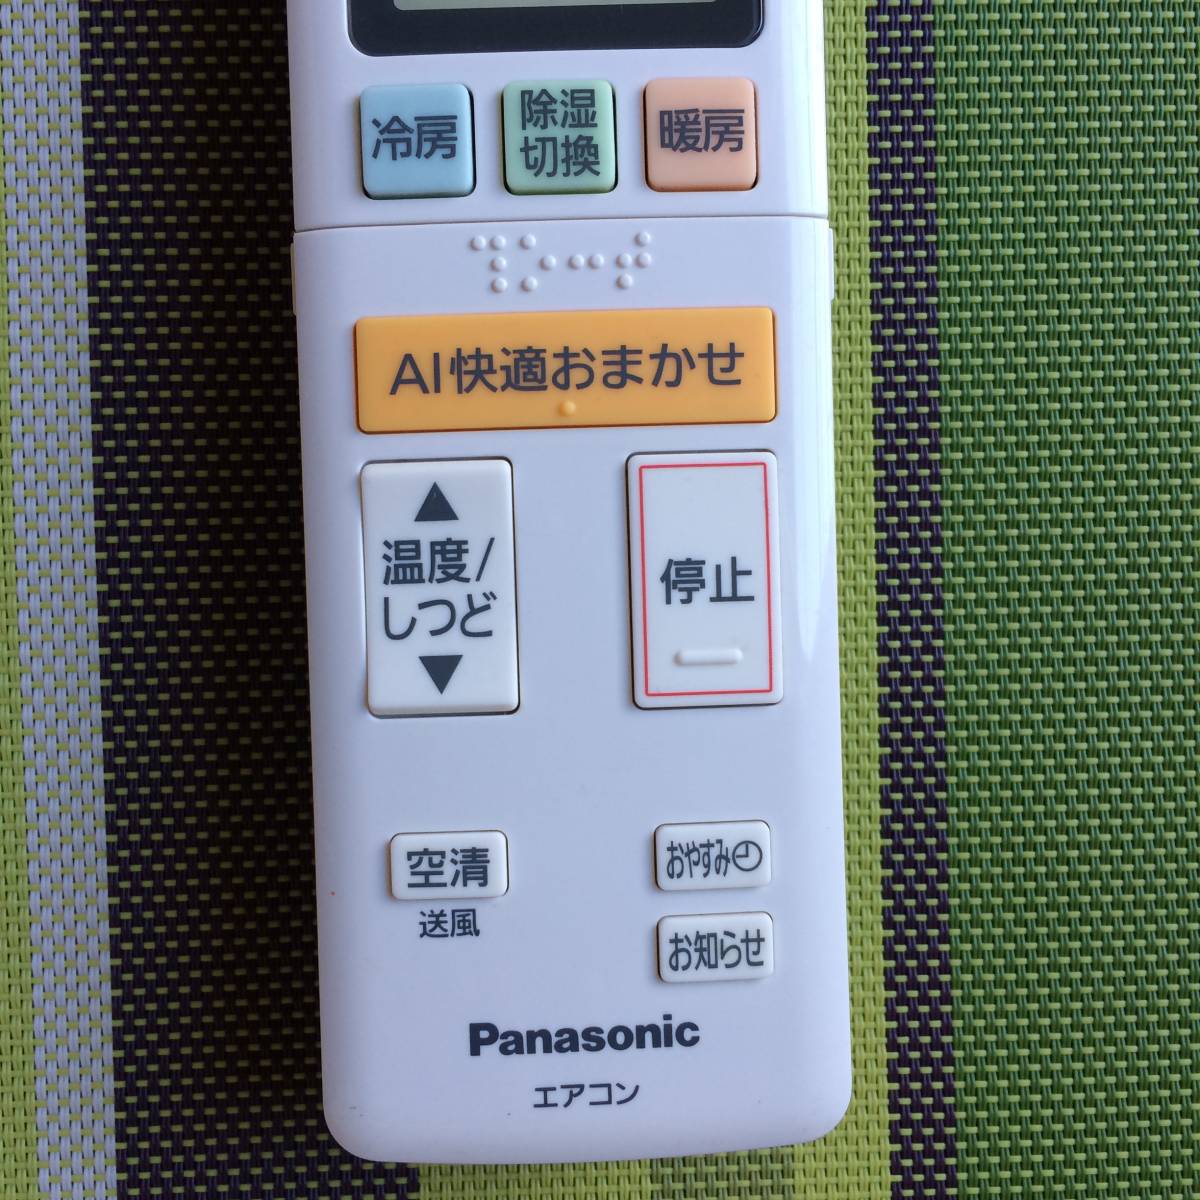 冷房
除湿
切換
暖房
AI快適おまかせ
温度/
しつど
停止
空清
送風
おやすみ
お知らせ
Panasonic
エアコン